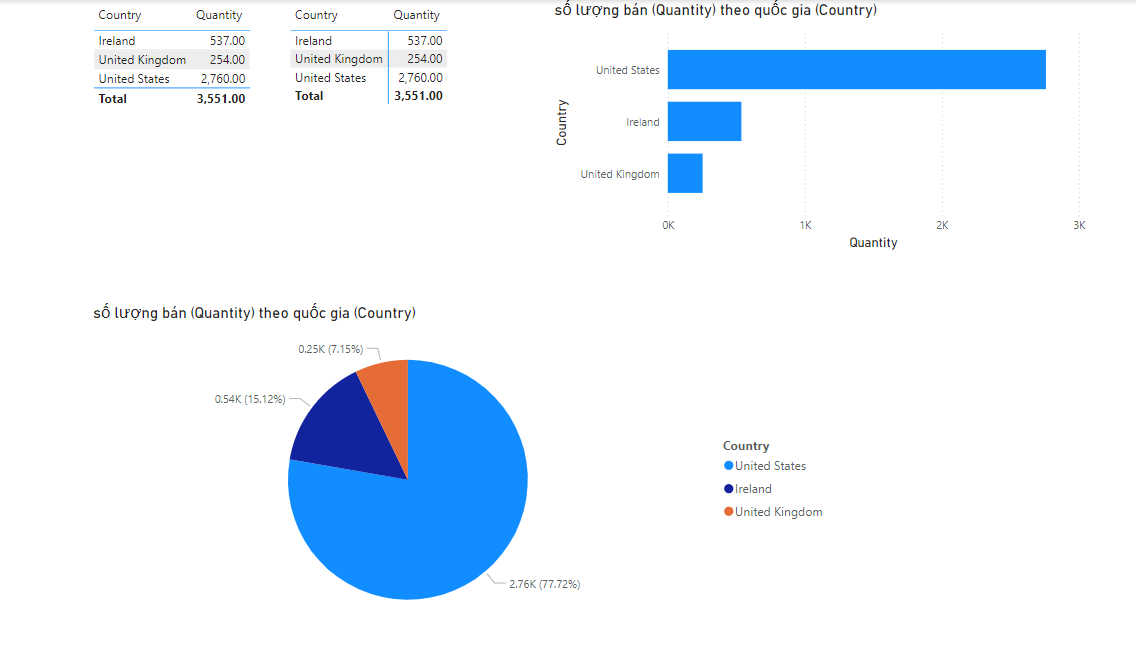 Country Quantity
Ireland 537.00
United Kingdom 254.00
United States 2,760.00
Total 3,551.00
Country Quantity
Ireland 537.00
United Kingdom 254.00
United States 2,760.00
Total 3,551.00
số lượng bán (Quantity) theo quốc gia (Country)
Country
United States
Ireland
United Kingdom
0K 1K 2K 3K
Quantity
số lượng bán (Quantity) theo quốc gia (Country)
0.25K (7.15%)
0.54K (15.12%)
2.76K (77.72%)
Country
United States
Ireland
United Kingdom